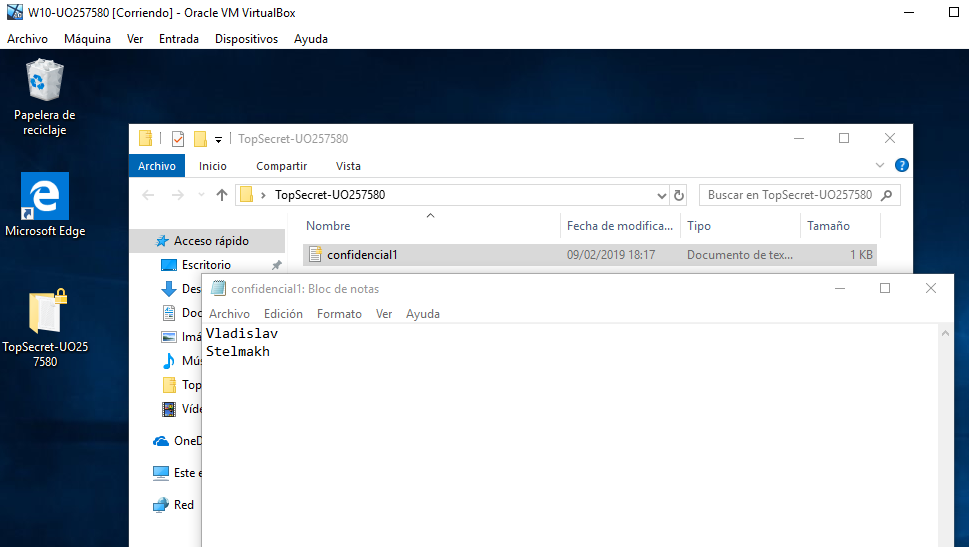 W10-UO257580 [Corriendo] - Oracle VM VirtualBox
Archivo Máquina Ver Entrada Dispositivos Ayuda
Papelera de
reciclaje
Microsoft Edge
TopSecret-UO25
7580
TopSecret-UO257580
Archivo Inicio Compartir Vista
TopSecret-UO257580
Buscar en TopSecret-UO257580
Nombre Fecha de modifica... Tipo Tamaño
confidencial1 09/02/2019 18:17 Documento de tex... 1 KB
Acceso rápido
Escritorio
Des
Doc
Imá
Mús
Top
Víde
OneD
Este e
Red
confidencial1: Bloc de notas
Archivo Edición Formato Ver Ayuda
Vladislav
Stelmakh